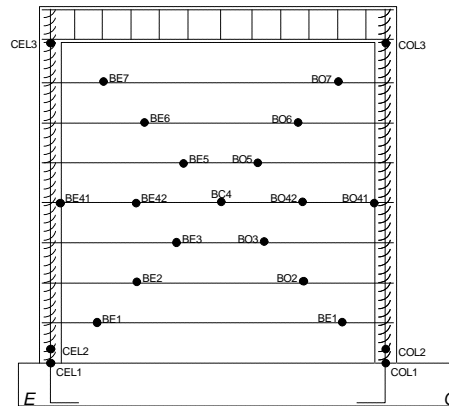 CEL3 COL3
BE7 BO7
BE6 BO6
BE5 BO5
BE41 BE42 BC4 BO42 BO41
BE3 BO3
BE2 BO2
BE1 BE1
CEL2 COL2
CEL1 COL1
E